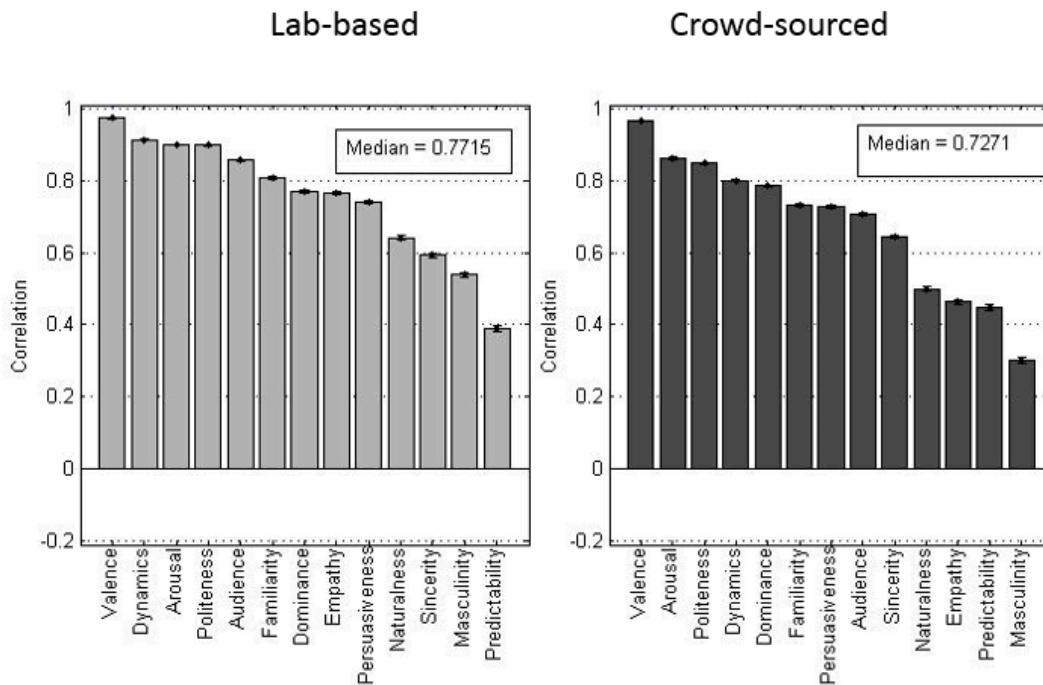 Lab-based
Crowd-sourced
Median = 0.7715
Correlation
1
0.8
0.6
0.4
0.2
0
-0.2
Valence
Dynamics
Arousal
Politeness
Audience
Familiarity
Dominance
Empathy
Persuasiveness
Naturalness
Sincerity
Masculinity
Predictability
Median = 0.7271
Correlation
1
0.8
0.6
0.4
0.2
0
-0.2
Valence
Arousal
Politeness
Dynamics
Dominance
Familiarity
Persuasiveness
Audience
Sincerity
Naturalness
Empathy
Predictability
Masculinity